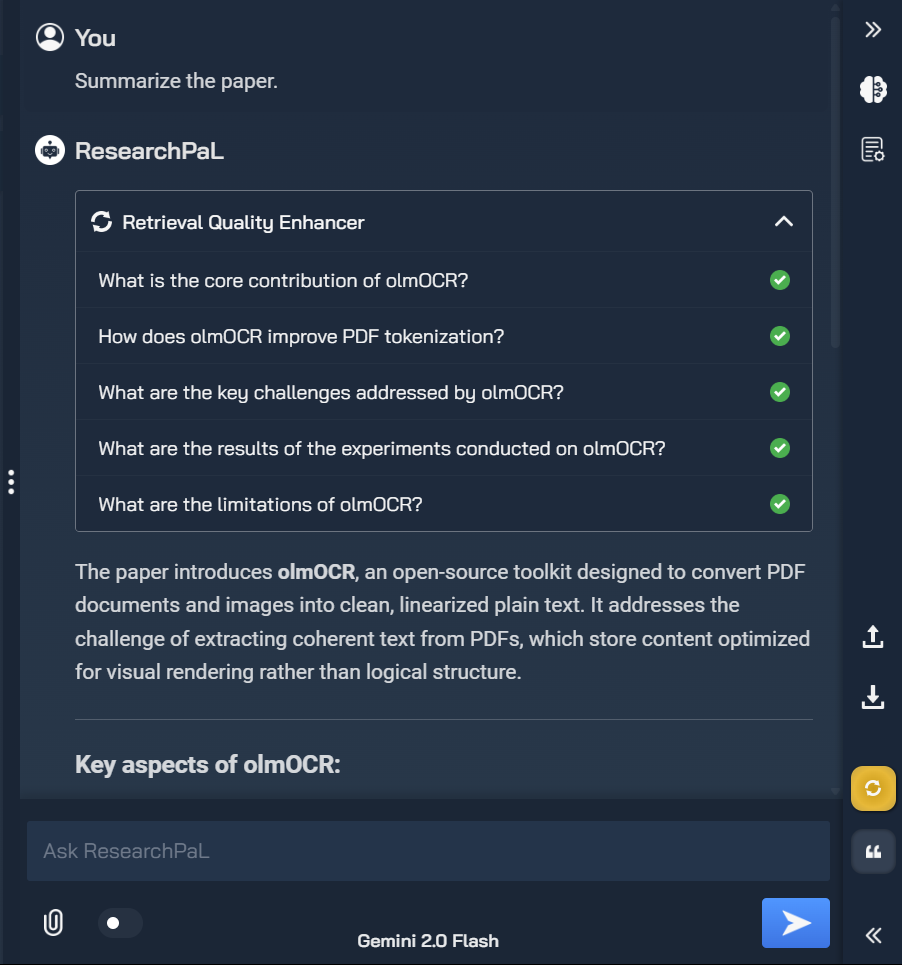 You
Summarize the paper.
ResearchPaL
Retrieval Quality Enhancer
What is the core contribution of olmOCR?
How does olmOCR improve PDF tokenization?
What are the key challenges addressed by olmOCR?
What are the results of the experiments conducted on olmOCR?
What are the limitations of olmOCR?
The paper introduces olmOCR, an open-source toolkit designed to convert PDF
documents and images into clean, linearized plain text. It addresses the
challenge of extracting coherent text from PDFs, which store content optimized
for visual rendering rather than logical structure.
Key aspects of olmOCR:
Ask ResearchPaL
Gemini 2.0 Flash